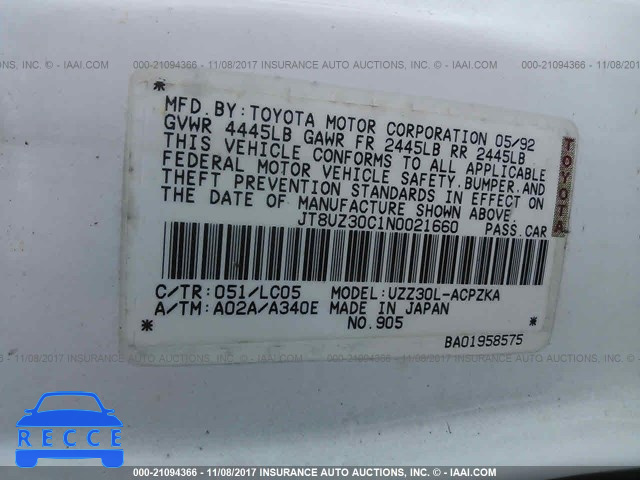 000-21094366 - 11/08/2017 INSURANCE AUTO AUCTIONS, INC. - IAAI.COM
MFD. BY:TOYOTA MOTOR CORPORATION 05/92
GVWR 4445LB GAWR FR 2445LB RR 2445LB
THIS VEHICLE CONFORMS TO ALL APPLICABLE
FEDERAL MOTOR VEHICLE SAFETY,BUMPER,AND
THEFT PREVENTION STANDARDS IN EFFECT ON
THE DATE OF MANUFACTURE SHOWN ABOVE.
JT8UZ30C1N0021660 PASS.CAR
TOYOTA
C/TR:051/LC05 MODEL:UZZ30L-ACPZKA
A/TM:A02A/A340E MADE IN JAPAN
* NO.905 *
BA01958575
RECCE
000-21094366 - 11/08/2017 INSURANCE AUTO AUCTIONS, INC. - IAAI.COM